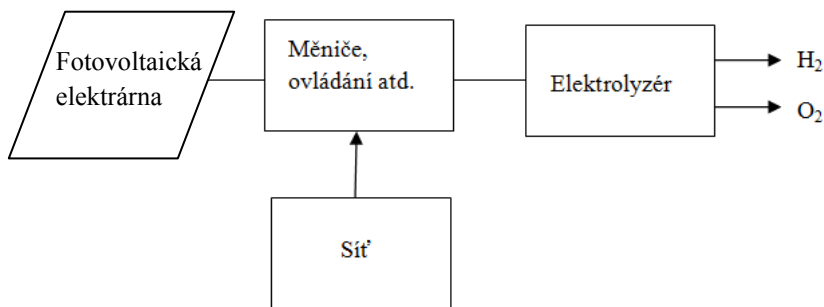 Fotovoltaická
elektrárna
Měniče,
ovládání atd.
Elektrolyzér
H₂
O₂
Síť